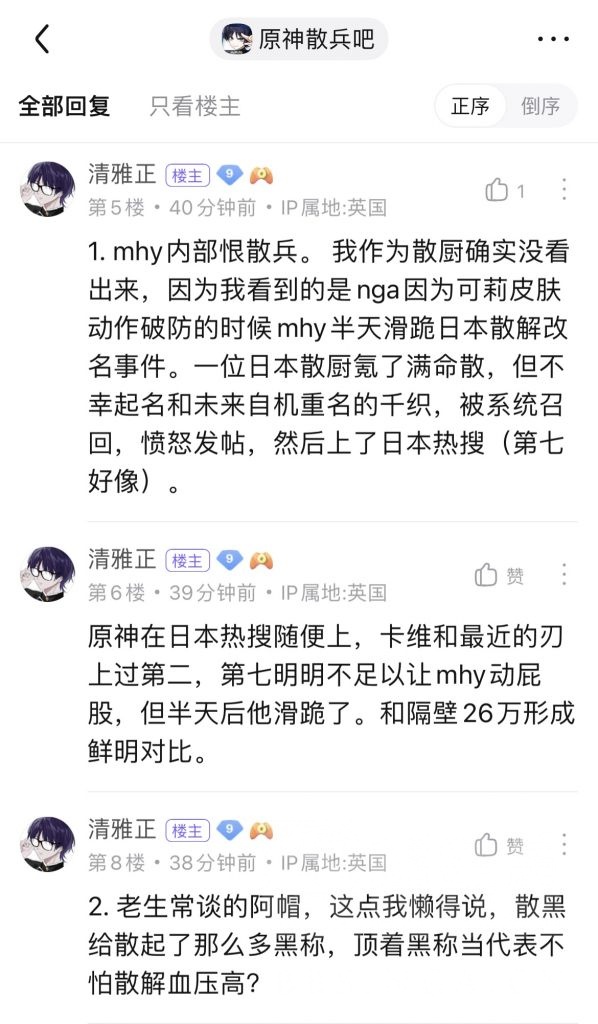 原神散兵吧
全部回复 只看楼主 正序 倒序
清雅正 楼主 9
第5楼 • 40分钟前 • IP属地:英国 1
1. mhy内部恨散兵。 我作为散厨确实没看
出来，因为我看到的是nga因为可莉皮肤
动作破防的时候mhy半天滑跪日本散解改
名事件。一位日本散厨氪了满命散，但不
幸起名和未来自机重名的千织，被系统召
回，愤怒发帖，然后上了日本热搜（第七
好像）。
清雅正 楼主 9
第6楼 • 39分钟前 • IP属地:英国 赞
原神在日本热搜随便上，卡维和最近的刃
上过第二，第七明明不足以让mhy动屁
股，但半天后他滑跪了。和隔壁26万形成
鲜明对比。
清雅正 楼主 9
第8楼 • 38分钟前 • IP属地:英国 赞
2. 老生常谈的阿帽，这点我懒得说，散黑
给散起了那么多黑称，顶着黑称当代表不
怕散解血压高?